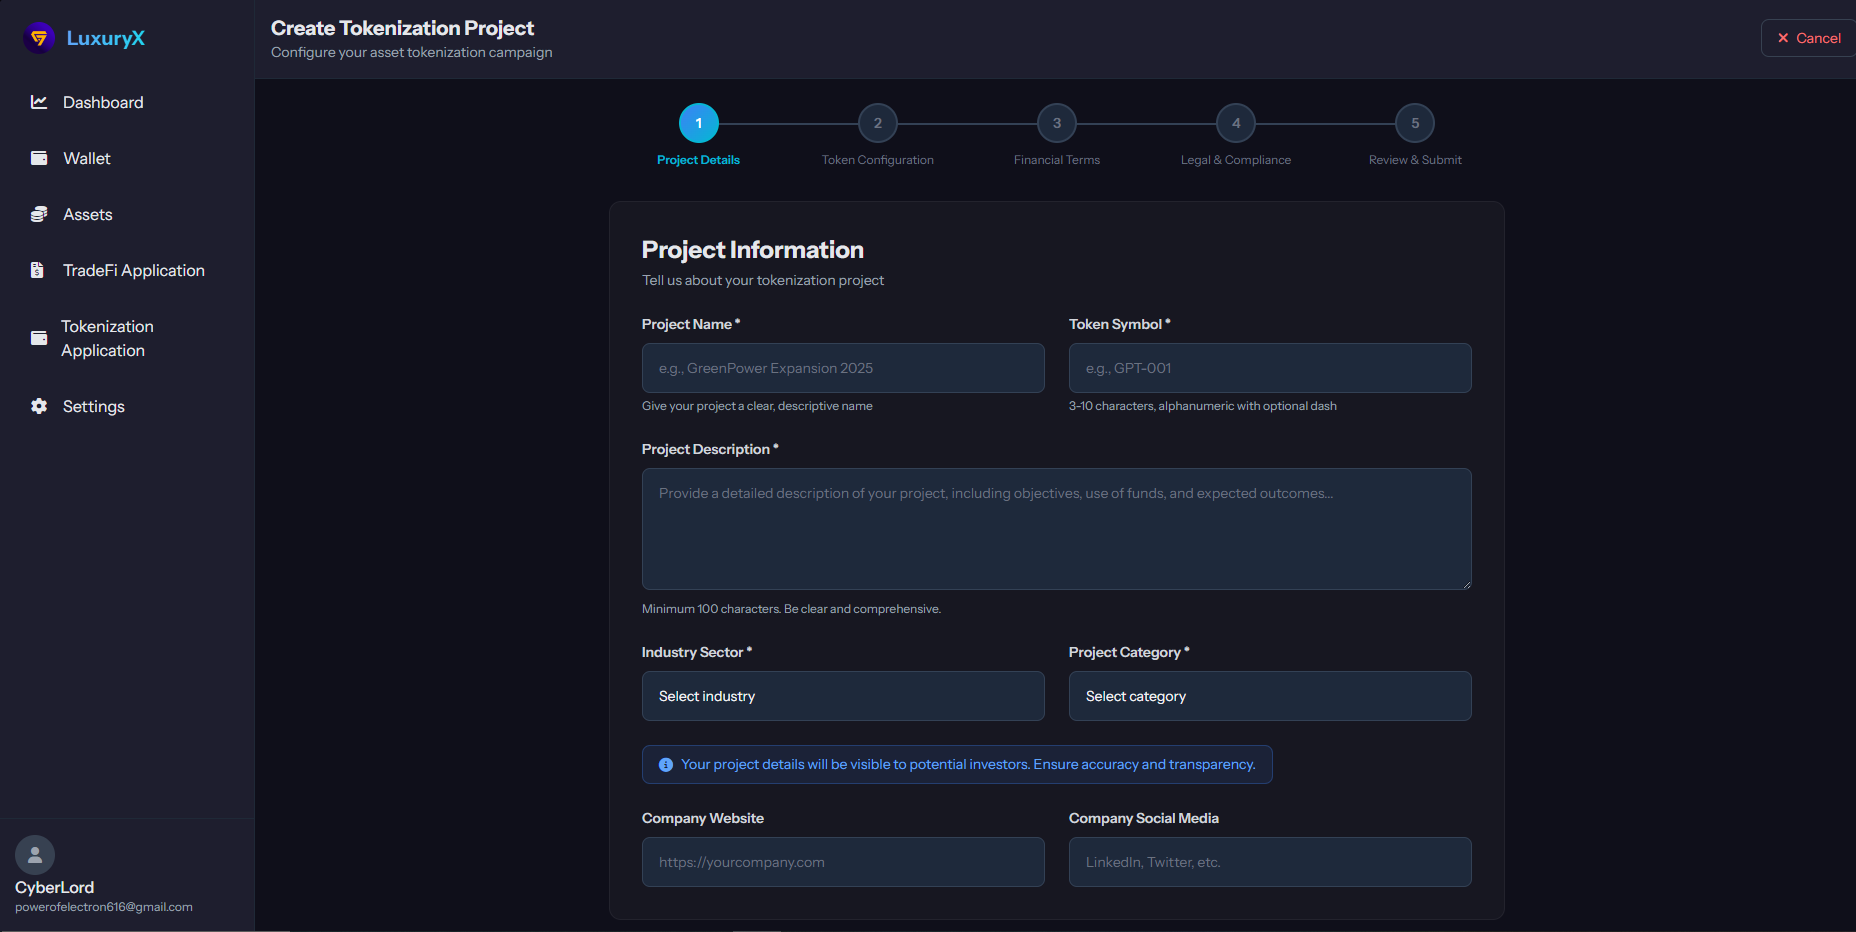 LuxuryX
Dashboard
Wallet
Assets
TradeFi Application
Tokenization
Application
Settings
CyberLord
powerofelectron616@gmail.com
Create Tokenization Project
Configure your asset tokenization campaign
Cancel
1
2
3
4
5
Project Details
Token Configuration
Financial Terms
Legal & Compliance
Review & Submit
Project Information
Tell us about your tokenization project
Project Name *
Token Symbol *
e.g., GreenPower Expansion 2025
e.g., GPT-001
Give your project a clear, descriptive name
3-10 characters, alphanumeric with optional dash
Project Description *
Provide a detailed description of your project, including objectives, use of funds, and expected outcomes...
Minimum 100 characters. Be clear and comprehensive.
Industry Sector *
Project Category *
Select industry
Select category
Your project details will be visible to potential investors. Ensure accuracy and transparency.
Company Website
Company Social Media
https://yourcompany.com
LinkedIn, Twitter, etc.